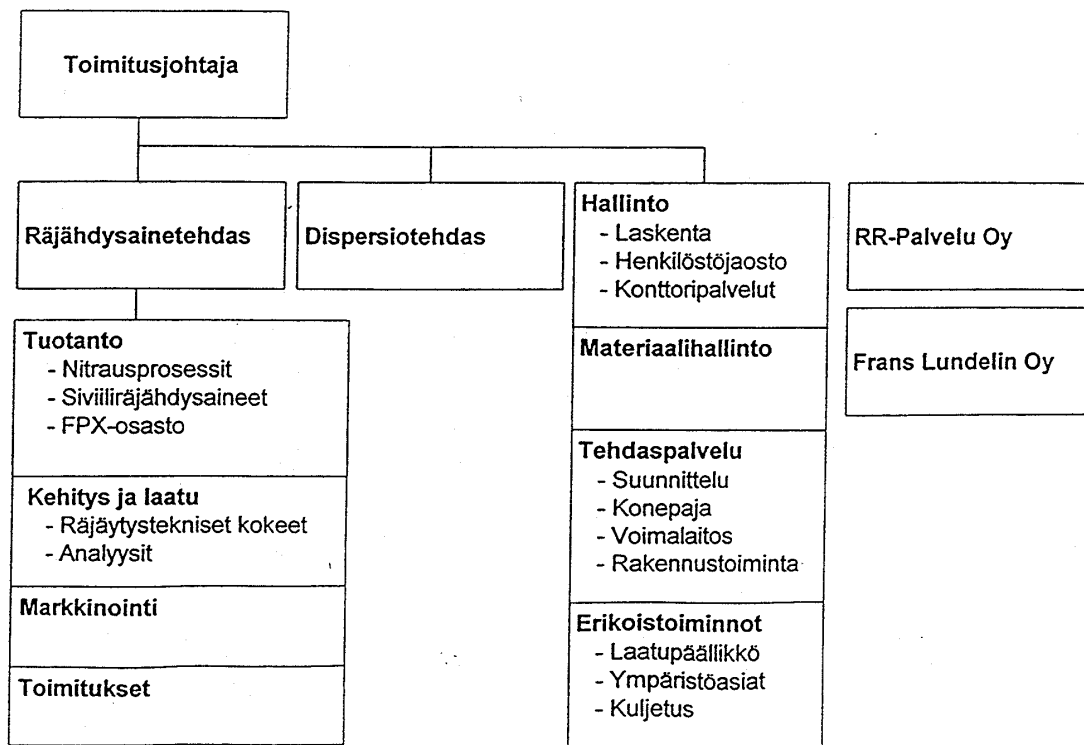 Toimitusjohtaja
Räjähdysainetehdas
Dispersiotehdas
Hallinto
- Laskenta
- Henkilöstöjaosto
- Konttoripalvelut
RR-Palvelu Oy
Tuotanto
- Nitrausprosessit
- Siviiliräjähdysaineet
- FPX-osasto
Materiaalihallinto
Frans Lundelin Oy
Kehitys ja laatu
- Räjäytystekniset kokeet
- Analyysit
Tehdaspalvelu
- Suunnittelu
- Konepaja
- Voimalaitos
- Rakennustoiminta
Markkinointi
Toimitukset
Erikoistoiminnot
- Laatupäällikkö
- Ympäristöasiat
- Kuljetus